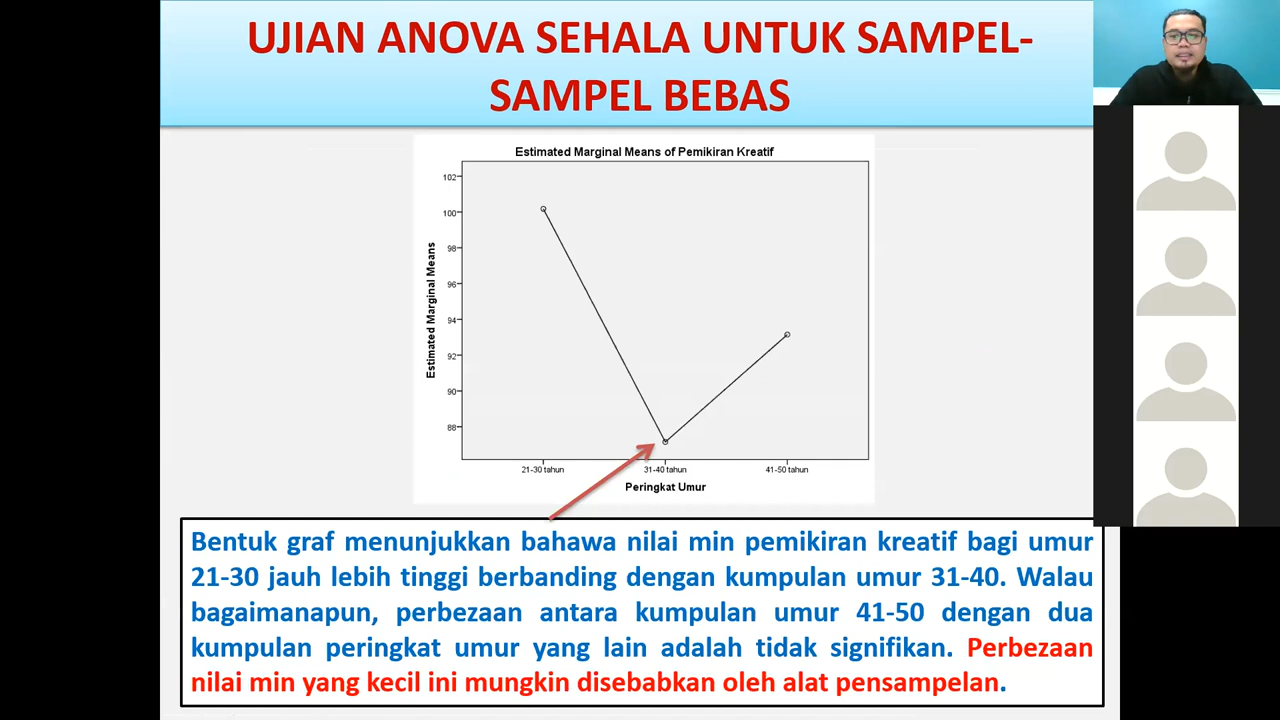 UJIAN ANOVA SEHALA UNTUK SAMPEL-
SAMPEL BEBAS
Estimated Marginal Means of Pemikiran Kreatif
102
100
98
96
94
92
90
88
Estimated Marginal Means
21-30 tahun
31-40 tahun
41-50 tahun
Peringkat Umur
Bentuk graf menunjukkan bahawa nilai min pemikiran kreatif bagi umur
21-30 jauh lebih tinggi berbanding dengan kumpulan umur 31-40. Walau
bagaimanapun, perbezaan antara kumpulan umur 41-50 dengan dua
kumpulan peringkat umur yang lain adalah tidak signifikan. Perbezaan
nilai min yang kecil ini mungkin disebabkan oleh alat pensampelan.